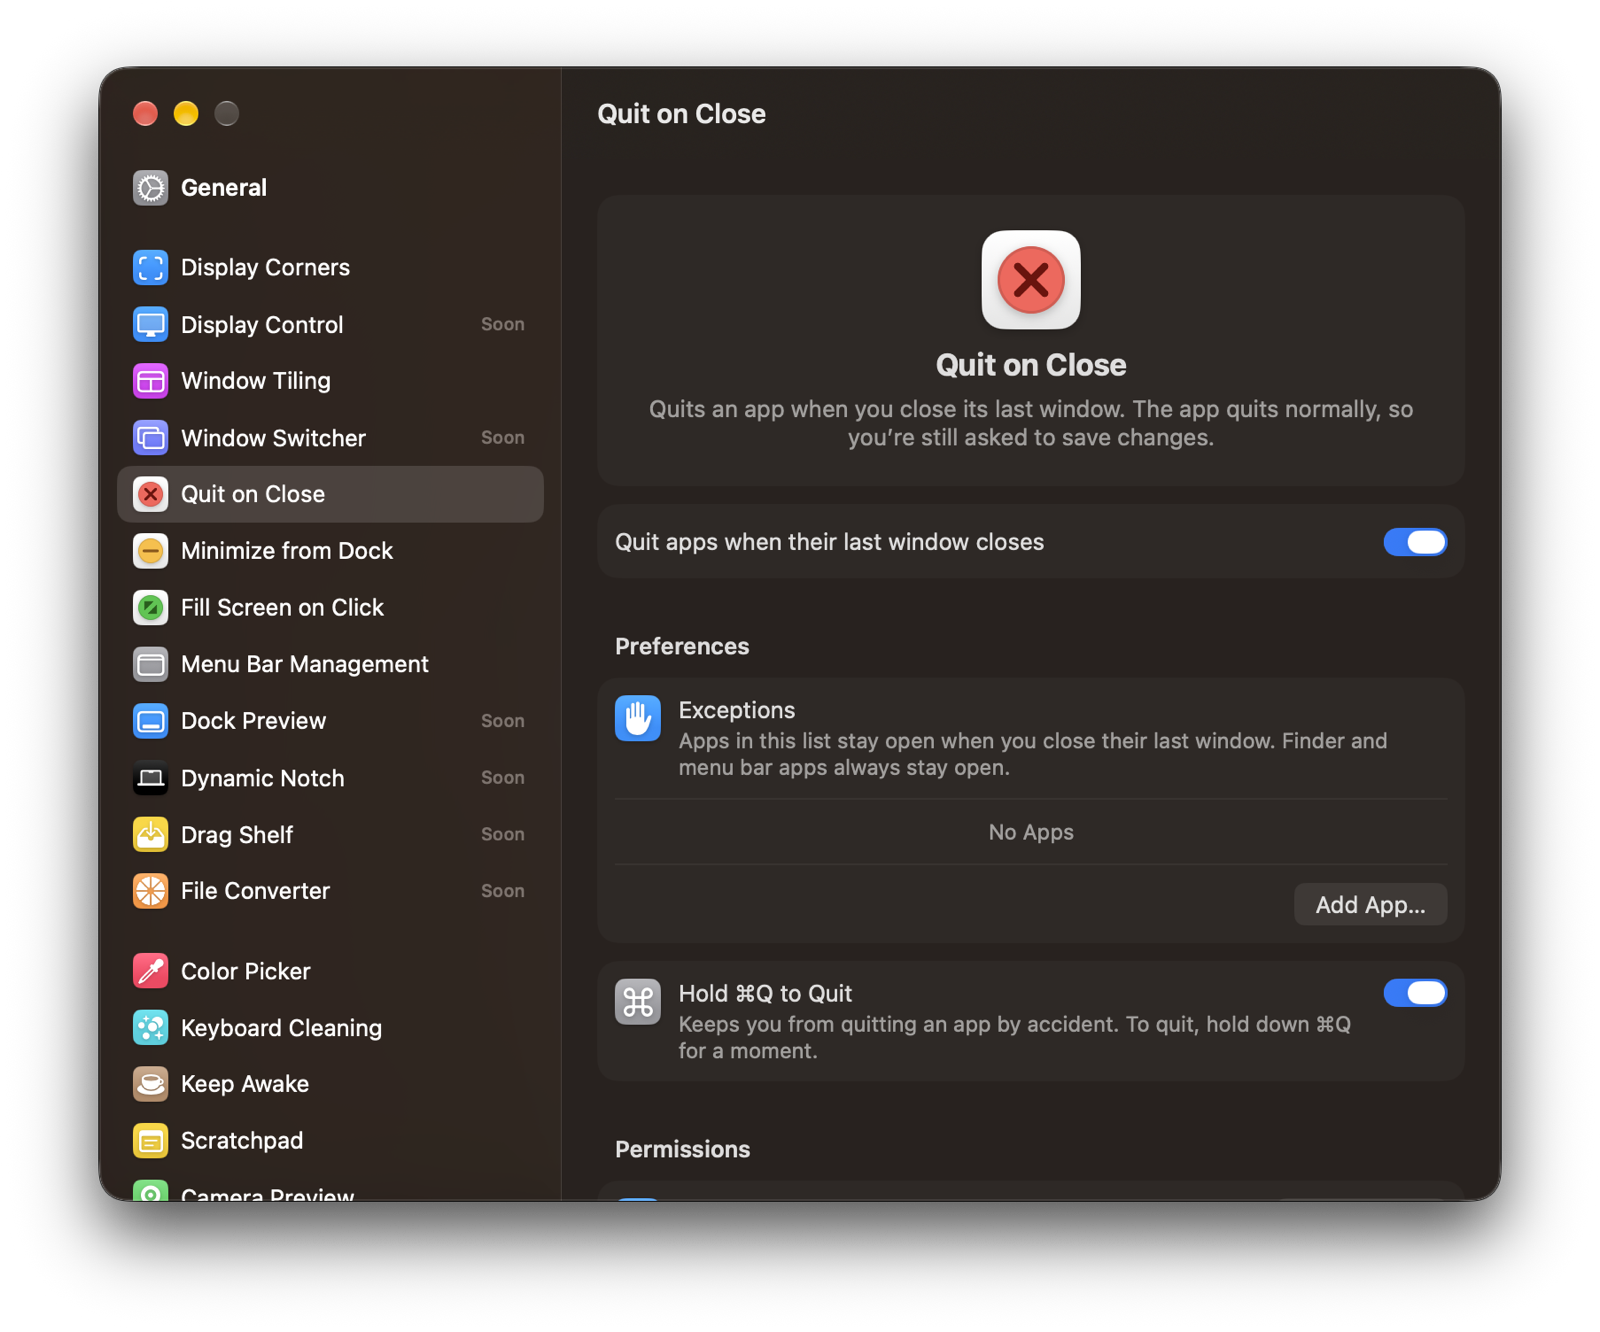 General
Display Corners
Display Control Soon
Window Tiling
Window Switcher Soon
Quit on Close
Minimize from Dock
Fill Screen on Click
Menu Bar Management
Dock Preview Soon
Dynamic Notch Soon
Drag Shelf Soon
File Converter Soon
Color Picker
Keyboard Cleaning
Keep Awake
Scratchpad
Camera Preview
Quit on Close
Quit on Close
Quits an app when you close its last window. The app quits normally, so
you’re still asked to save changes.
Quit apps when their last window closes
Preferences
Exceptions
Apps in this list stay open when you close their last window. Finder and
menu bar apps always stay open.
No Apps
Add App...
Hold ⌘Q to Quit
Keeps you from quitting an app by accident. To quit, hold down ⌘Q
for a moment.
Permissions